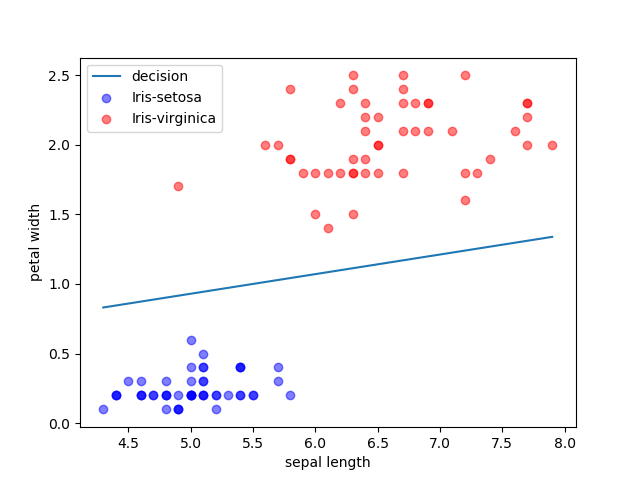 decision
Iris-setosa
Iris-virginica
2.5
2.0
1.5
1.0
0.5
0.0
petal width
4.5 5.0 5.5 6.0 6.5 7.0 7.5 8.0
sepal length